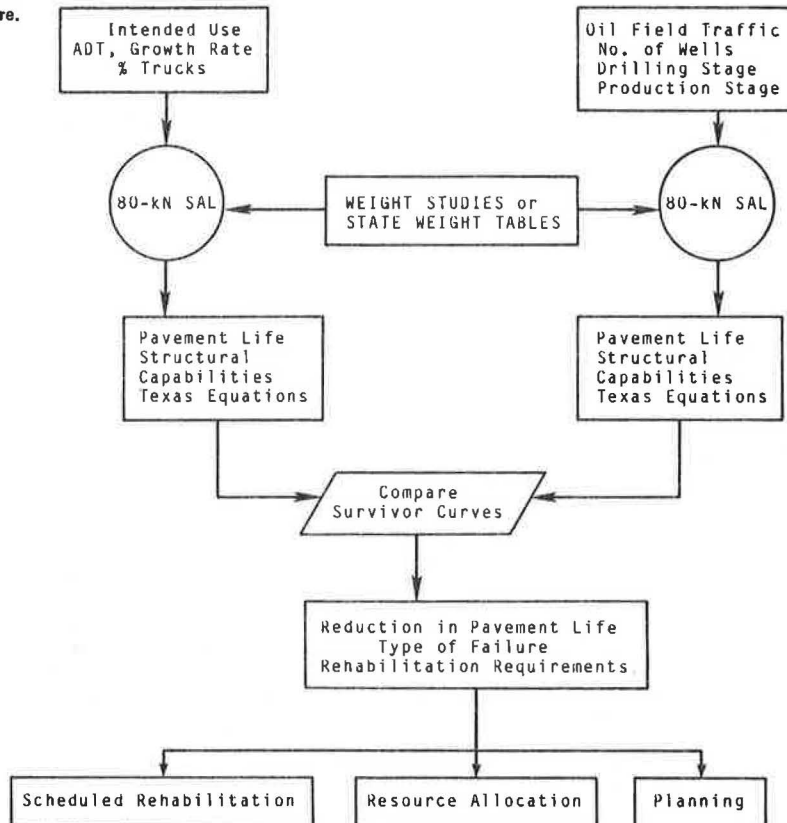 re.
Intended Use
ADT, Growth Rate
% Trucks
Oil Field Traffic
No. of Wells
Drilling Stage
Production Stage
80-kN SAL
WEIGHT STUDIES or
STATE WEIGHT TABLES
80-kN SAL
Pavement Life
Structural
Capabilities
Texas Equations
Pavement Life
Structural
Capabilities
Texas Equations
Compare
Survivor Curves
Reduction in Pavement Life
Type of Failure
Rehabilitation Requirements
Scheduled Rehabilitation
Resource Allocation
Planning